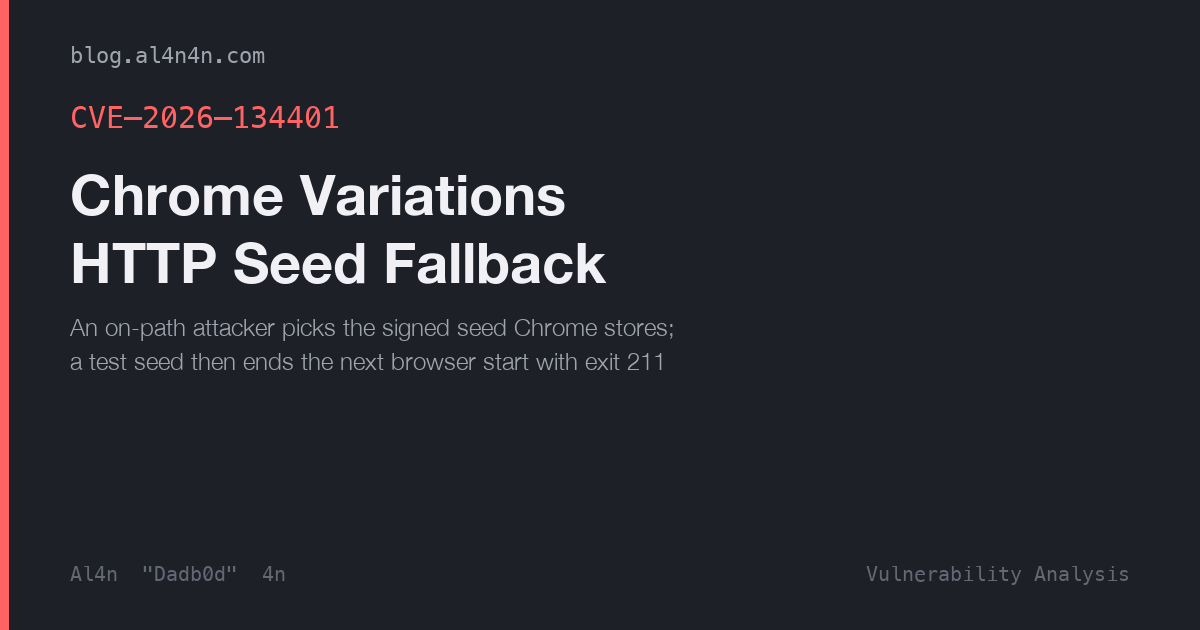 blog.al4n4n.com
CVE—2026—134401
Chrome Variations
HTTP Seed Fallback
An on-path attacker picks the signed seed Chrome stores;
a test seed then ends the next browser start with exit 211
Al4n "Dadb0d" 4n
Vulnerability Analysis